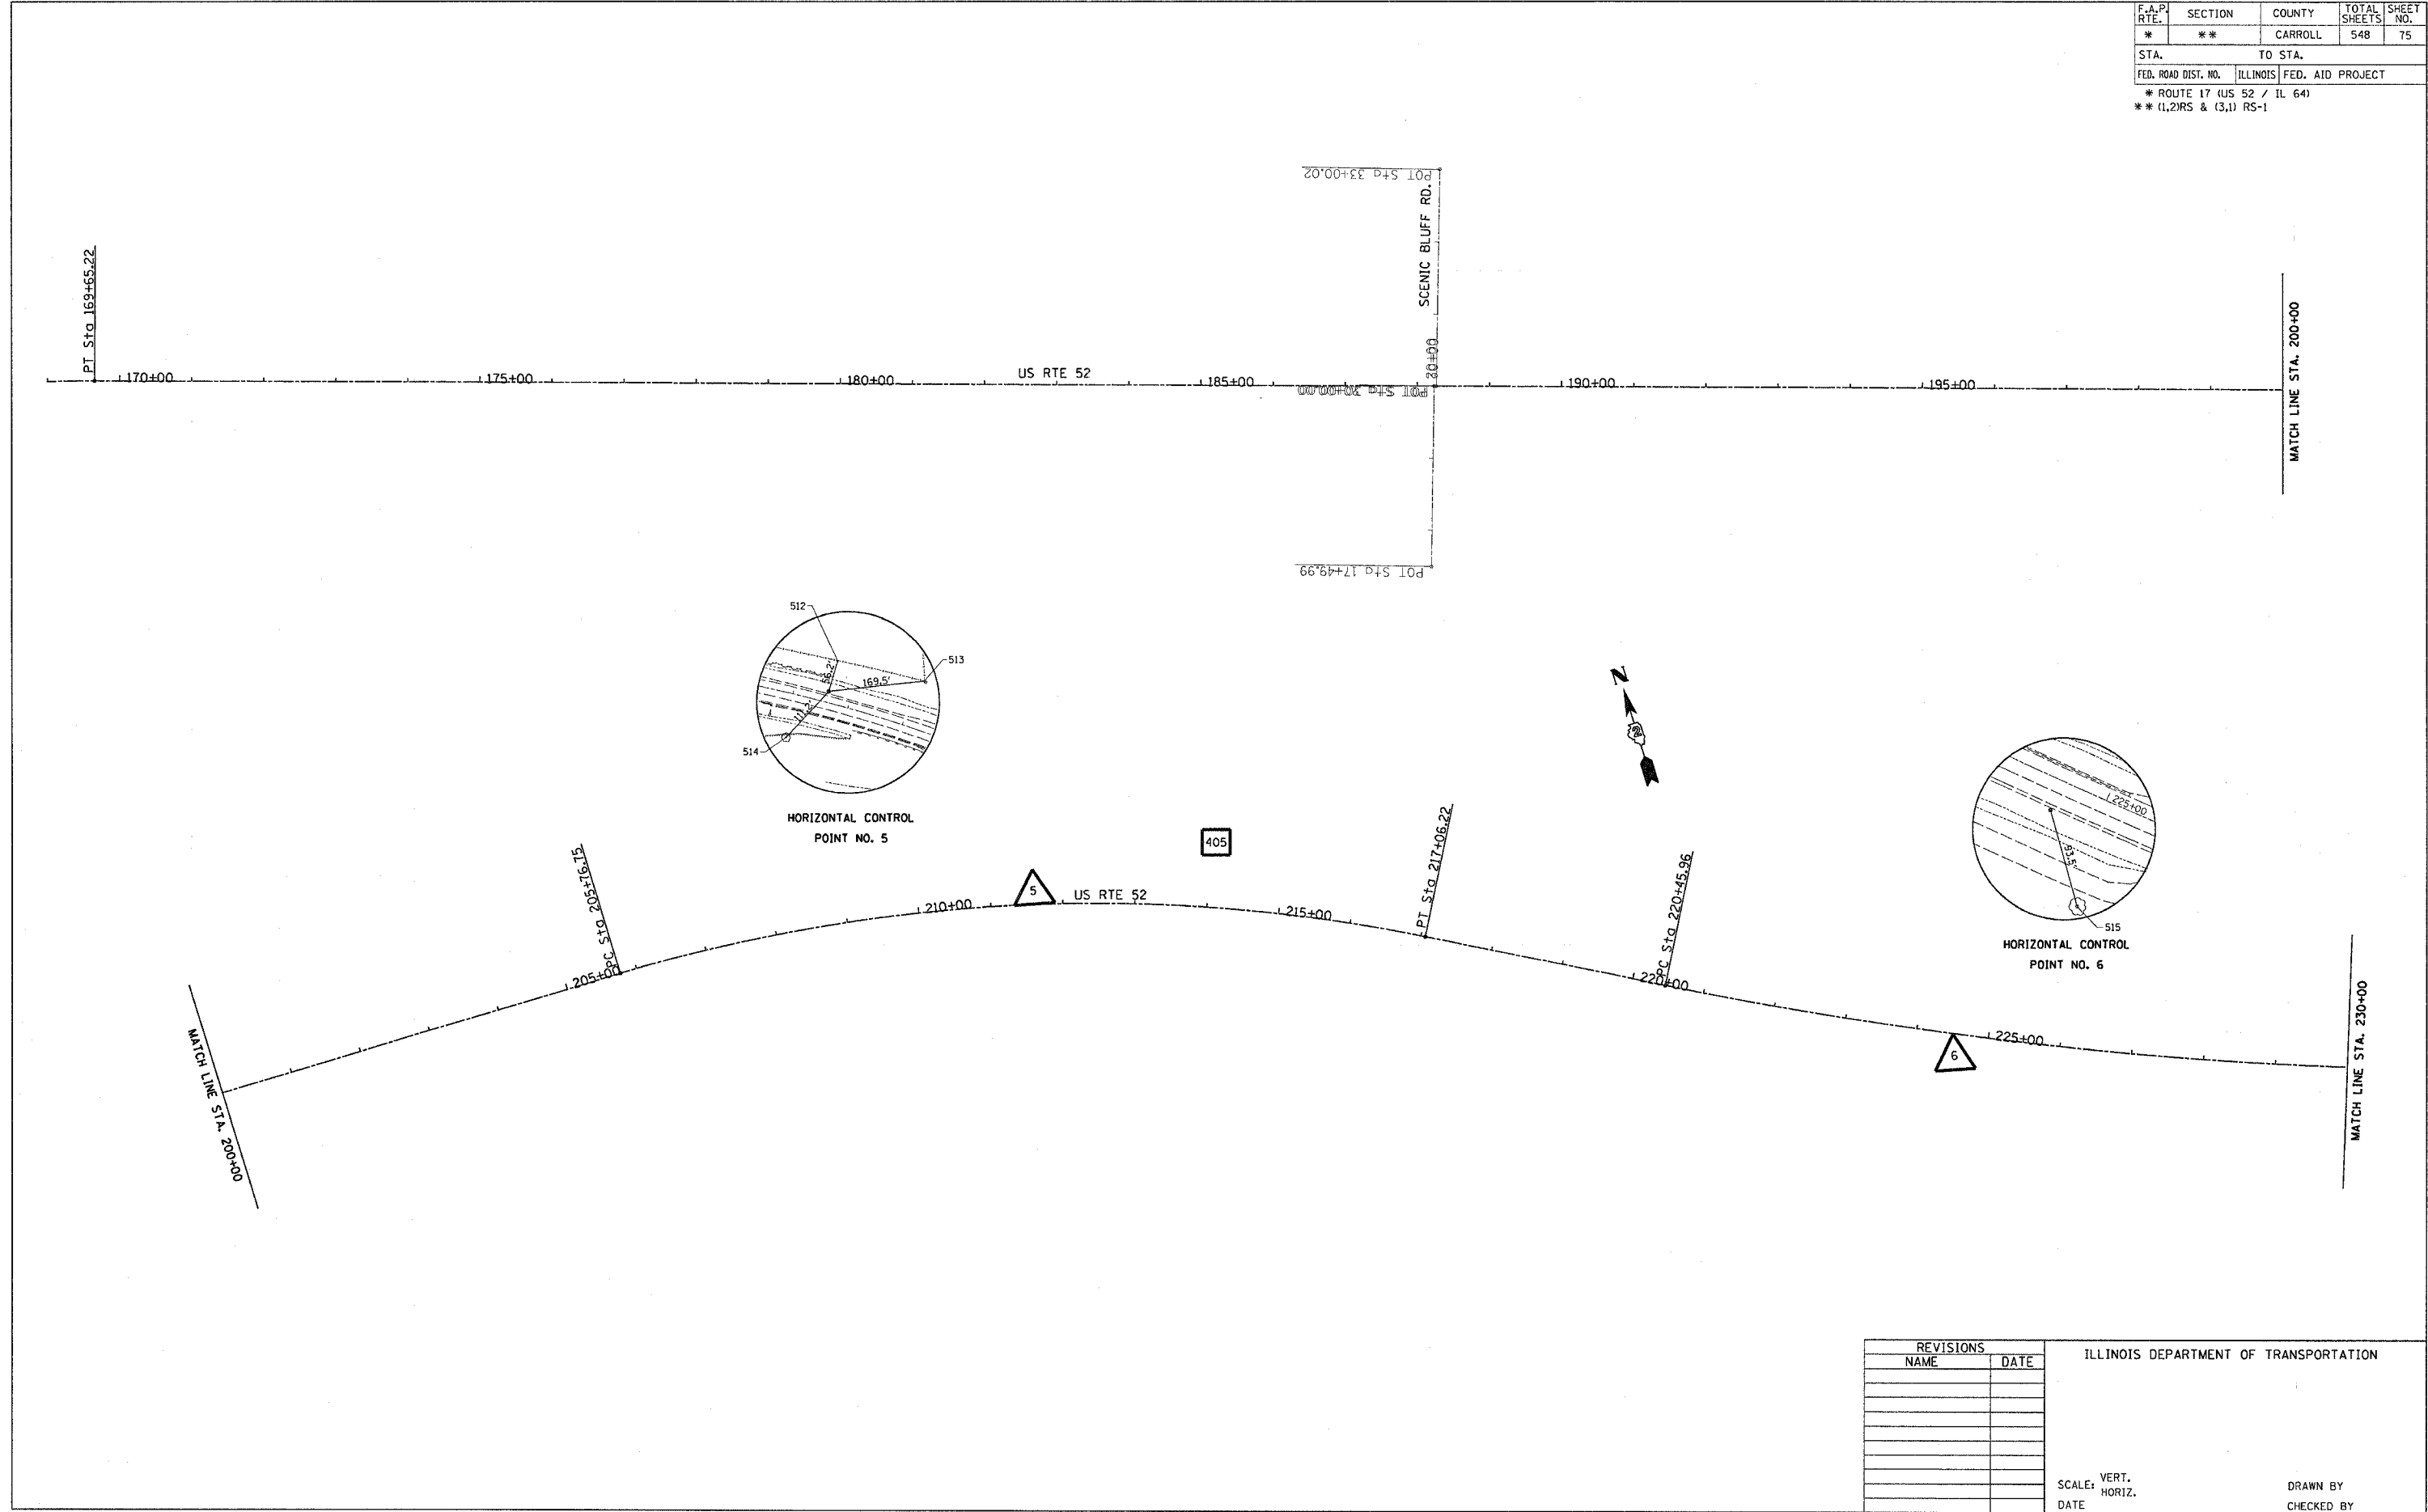 F.A.P. RTE. SECTION COUNTY TOTAL SHEETS SHEET NO.
* ** CARROLL 548 75
STA. TO STA.
FED. ROAD DIST. NO. ILLINOIS FED. AID PROJECT
* ROUTE 17 (US 52 / IL 64)
** (1,2)RS & (3,1) RS-1
POT Sta 33+00.02
SCENIC BLUFF RD.
PT Sta 169+65.22
170+00
175+00
180+00
US RTE 52
185+00
20+00
POT Sta 30+00.00
190+00
195+00
MATCH LINE STA. 200+00
POT Sta 17+49.99
512
513
56.2'
169.5'
514
HORIZONTAL CONTROL
POINT NO. 5
N
2
225+00
93.5'
515
HORIZONTAL CONTROL
POINT NO. 6
405
MATCH LINE STA. 200+00
205+00
PC Sta 205+76.75
210+00
5
US RTE 52
215+00
PT Sta 217+06.22
220+00
PC Sta 220+45.96
6
225+00
MATCH LINE STA. 230+00
REVISIONS
NAME DATE
ILLINOIS DEPARTMENT OF TRANSPORTATION
SCALE: VERT.
HORIZ.
DATE
DRAWN BY
CHECKED BY